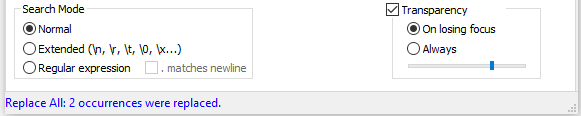 Search Mode
Normal
Extended (\n, \r, \t, \0, \x...)
Regular expression
. matches newline
Transparency
On losing focus
Always
Replace All: 2 occurrences were replaced.